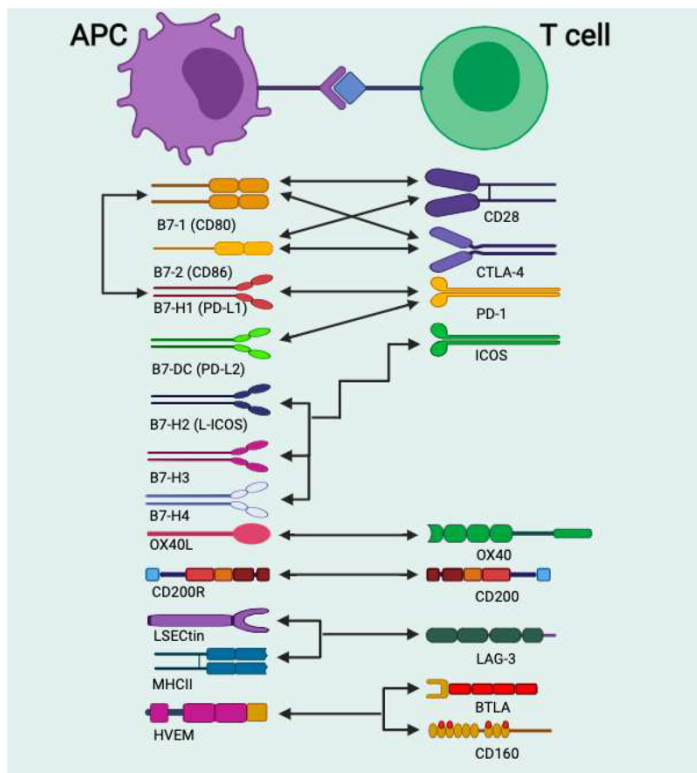 APC
T cell
B7-1 (CD80)
CD28
B7-2 (CD86)
CTLA-4
B7-H1 (PD-L1)
PD-1
B7-DC (PD-L2)
ICOS
B7-H2 (L-ICOS)
B7-H3
B7-H4
OX40L
OX40
CD200R
CD200
LSECtin
LAG-3
MHCII
BTLA
HVEM
CD160